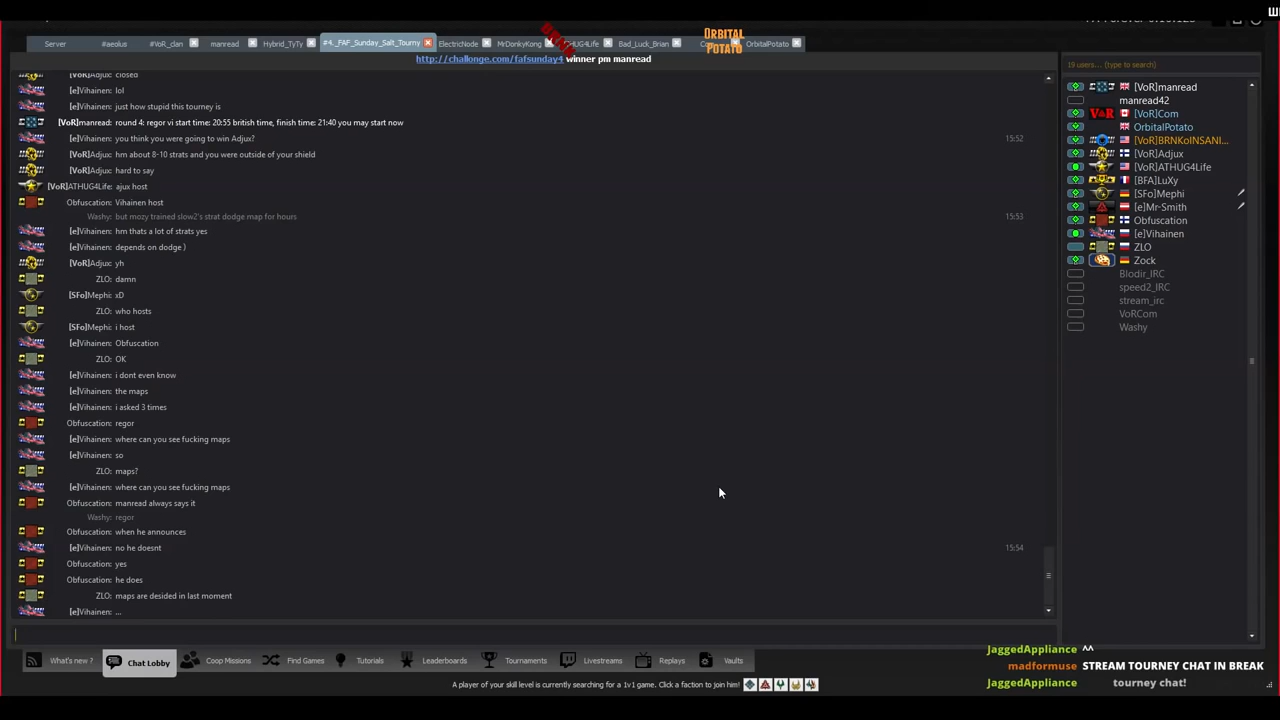 Server #aeolus #VoR_clan manread Hybrid_TyTy #4._FAF_Sunday_Salt_Tourny ElectricNode MrDonkyKong THUG4Life Bad_Luck_Brian OrbitalPotato
ORBITAL
POTATO
http://challonge.com/fafsunday4 winner pm manread
[VoR]Adjux: closed
[e]Vihainen: lol
[e]Vihainen: just how stupid this tourney is
[VoR]manread: round 4: regor vi start time: 20:55 british time, finish time: 21:40 you may start now
[e]Vihainen: you think you were going to win Adjux? 15:52
[VoR]Adjux: hm about 8-10 strats and you were outside of your shield
[VoR]Adjux: hard to say
[VoR]ATHUG4Life: ajux host
Obfuscation: Vihainen host
Washy: but mozy trained slow2's strat dodge map for hours 15:53
[e]Vihainen: hm thats a lot of strats yes
[e]Vihainen: depends on dodge )
[VoR]Adjux: yh
ZLO: damn
[SFo]Mephi: xD
ZLO: who hosts
[SFo]Mephi: i host
[e]Vihainen: Obfuscation
ZLO: OK
[e]Vihainen: i dont even know
[e]Vihainen: the maps
[e]Vihainen: i asked 3 times
Obfuscation: regor
[e]Vihainen: where can you see fucking maps
[e]Vihainen: so
ZLO: maps?
[e]Vihainen: where can you see fucking maps
Obfuscation: manread always says it
Washy: regor
Obfuscation: when he announces
[e]Vihainen: no he doesnt 15:54
Obfuscation: yes
Obfuscation: he does
ZLO: maps are desided in last moment
[e]Vihainen: ...
19 users... (type to search)
[VoR]manread
manread42
[VoR]Com
OrbitalPotato
[VoR]BRNKoINSANI...
[VoR]Adjux
[VoR]ATHUG4Life
[BFA]LuXy
[SFo]Mephi
[e]Mr-Smith
Obfuscation
[e]Vihainen
ZLO
Zock
Blodir_IRC
speed2_IRC
stream_irc
VoRCom
Washy
What's new ? Chat Lobby Coop Missions Find Games Tutorials Leaderboards Tournaments Livestreams Replays Vaults
A player of your skill level is currently searching for a 1v1 game. Click a faction to join him!
JaggedAppliance ^^
madformuse STREAM TOURNEY CHAT IN BREAK
JaggedAppliance tourney chat!